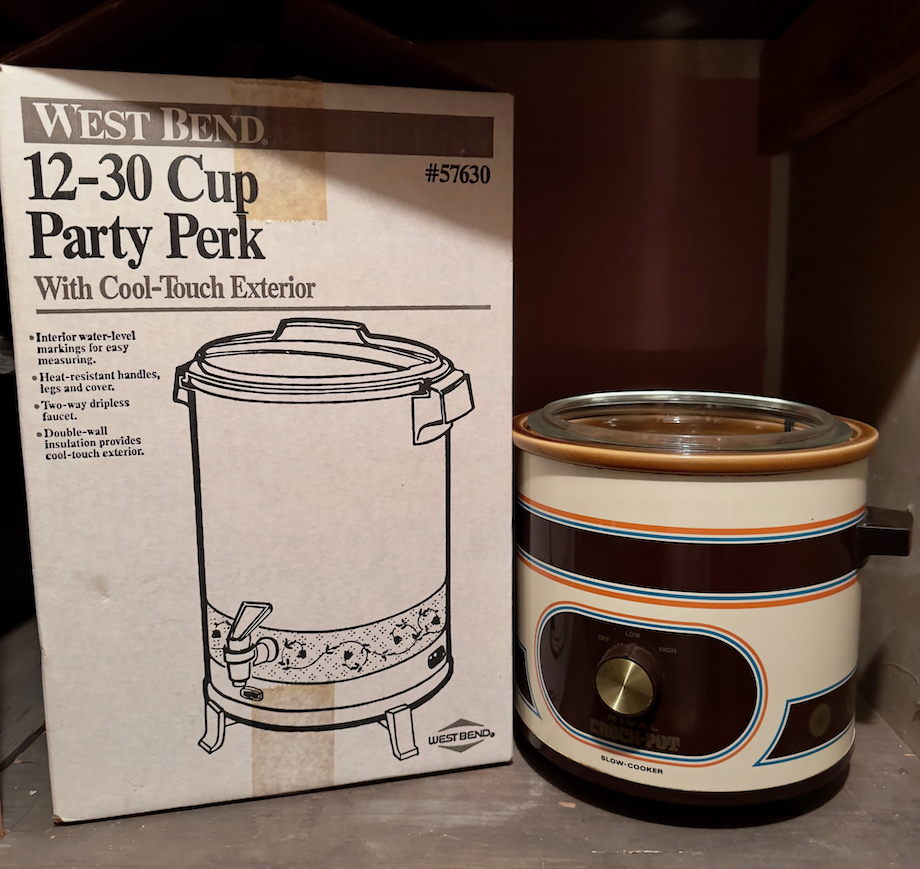 WEST BEND®
12-30 Cup
#57630
Party Perk
With Cool-Touch Exterior
•Interior water-level
markings for easy
measuring.
•Heat-resistant handles,
legs and cover.
•Two-way dripless
faucet.
•Double-wall
insulation provides
cool-touch exterior.
WEST BEND®
OFF LOW HIGH
RIVAL
CROCK-POT
SLOW-COOKER